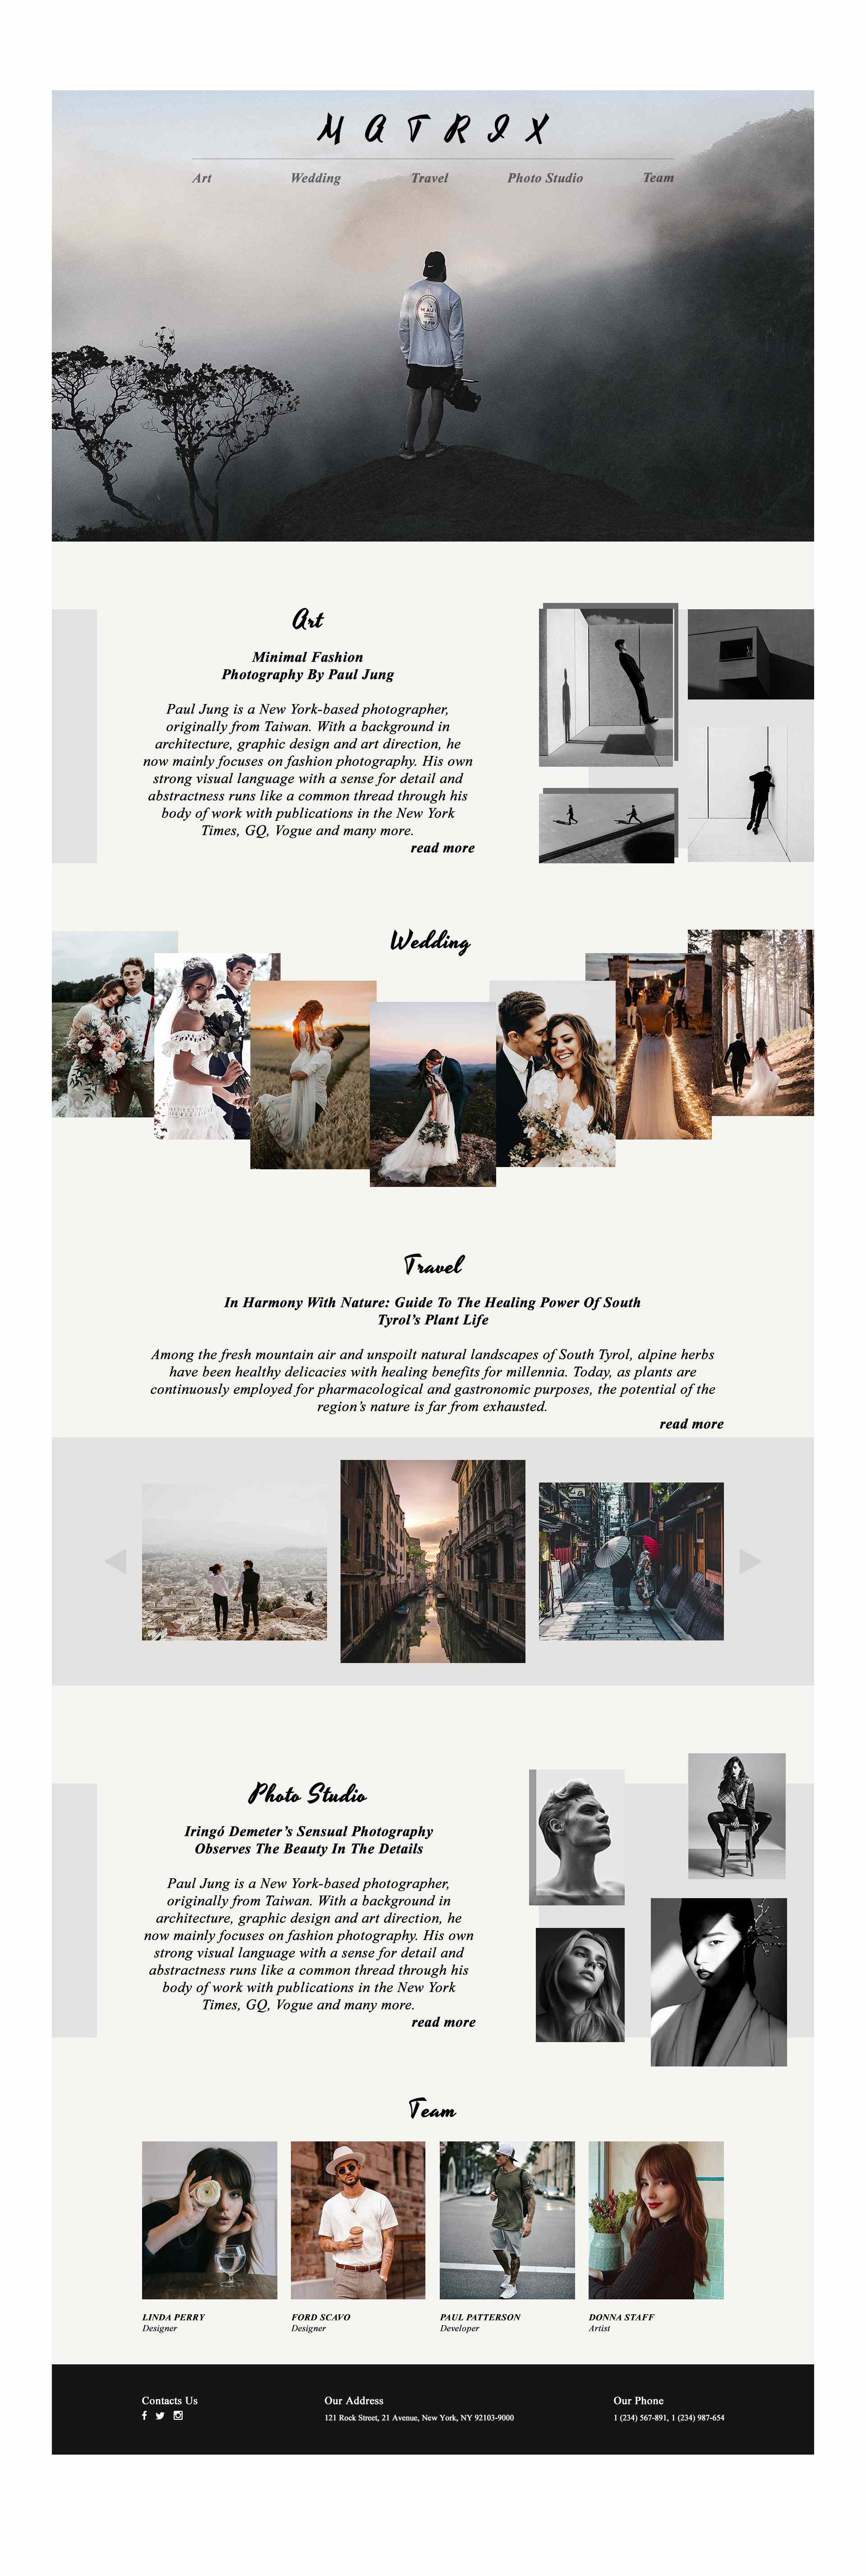 MATRIX
Art Wedding Travel Photo Studio Team
Art
Minimal Fashion
Photography By Paul Jung
Paul Jung is a New York-based photographer,
originally from Taiwan. With a background in
architecture, graphic design and art direction, he
now mainly focuses on fashion photography. His own
strong visual language with a sense for detail and
abstractness runs like a common thread through his
body of work with publications in the New York
Times, GQ, Vogue and many more.
read more
Wedding
Travel
In Harmony With Nature: Guide To The Healing Power Of South
Tyrol’s Plant Life
Among the fresh mountain air and unspoilt natural landscapes of South Tyrol, alpine herbs
have been healthy delicacies with healing benefits for millennia. Today, as plants are
continuously employed for pharmacological and gastronomic purposes, the potential of the
region’s nature is far from exhausted.
read more
Photo Studio
Iringó Demeter’s Sensual Photography
Observes The Beauty In The Details
Paul Jung is a New York-based photographer,
originally from Taiwan. With a background in
architecture, graphic design and art direction, he
now mainly focuses on fashion photography. His own
strong visual language with a sense for detail and
abstractness runs like a common thread through his
body of work with publications in the New York
Times, GQ, Vogue and many more.
read more
Team
LINDA PERRY
Designer
FORD SCAVO
Designer
PAUL PATTERSON
Developer
DONNA STAFF
Artist
Contacts Us
Our Address
121 Rock Street, 21 Avenue, New York, NY 92103-9000
Our Phone
1 (234) 567-891, 1 (234) 987-654